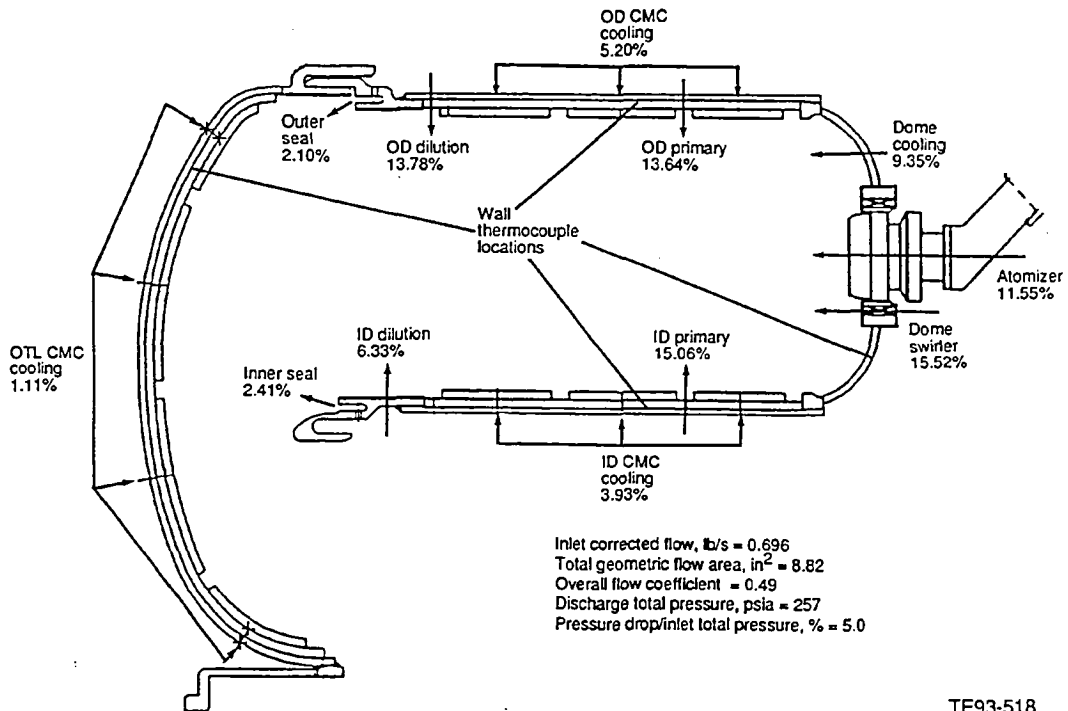 OD CMC
cooling
5.20%
Outer
seal
2.10%
OD dilution
13.78%
OD primary
13.64%
Dome
cooling
9.35%
Wall
thermocouple
locations
Atomizer
11.55%
OTL CMC
cooling
1.11%
ID dilution
6.33%
ID primary
15.06%
Dome
swirler
15.52%
Inner seal
2.41%
ID CMC
cooling
3.93%
Inlet corrected flow, lb/s = 0.696
Total geometric flow area, in² = 8.82
Overall flow coefficient = 0.49
Discharge total pressure, psia = 257
Pressure drop/inlet total pressure, % = 5.0
TE93-518